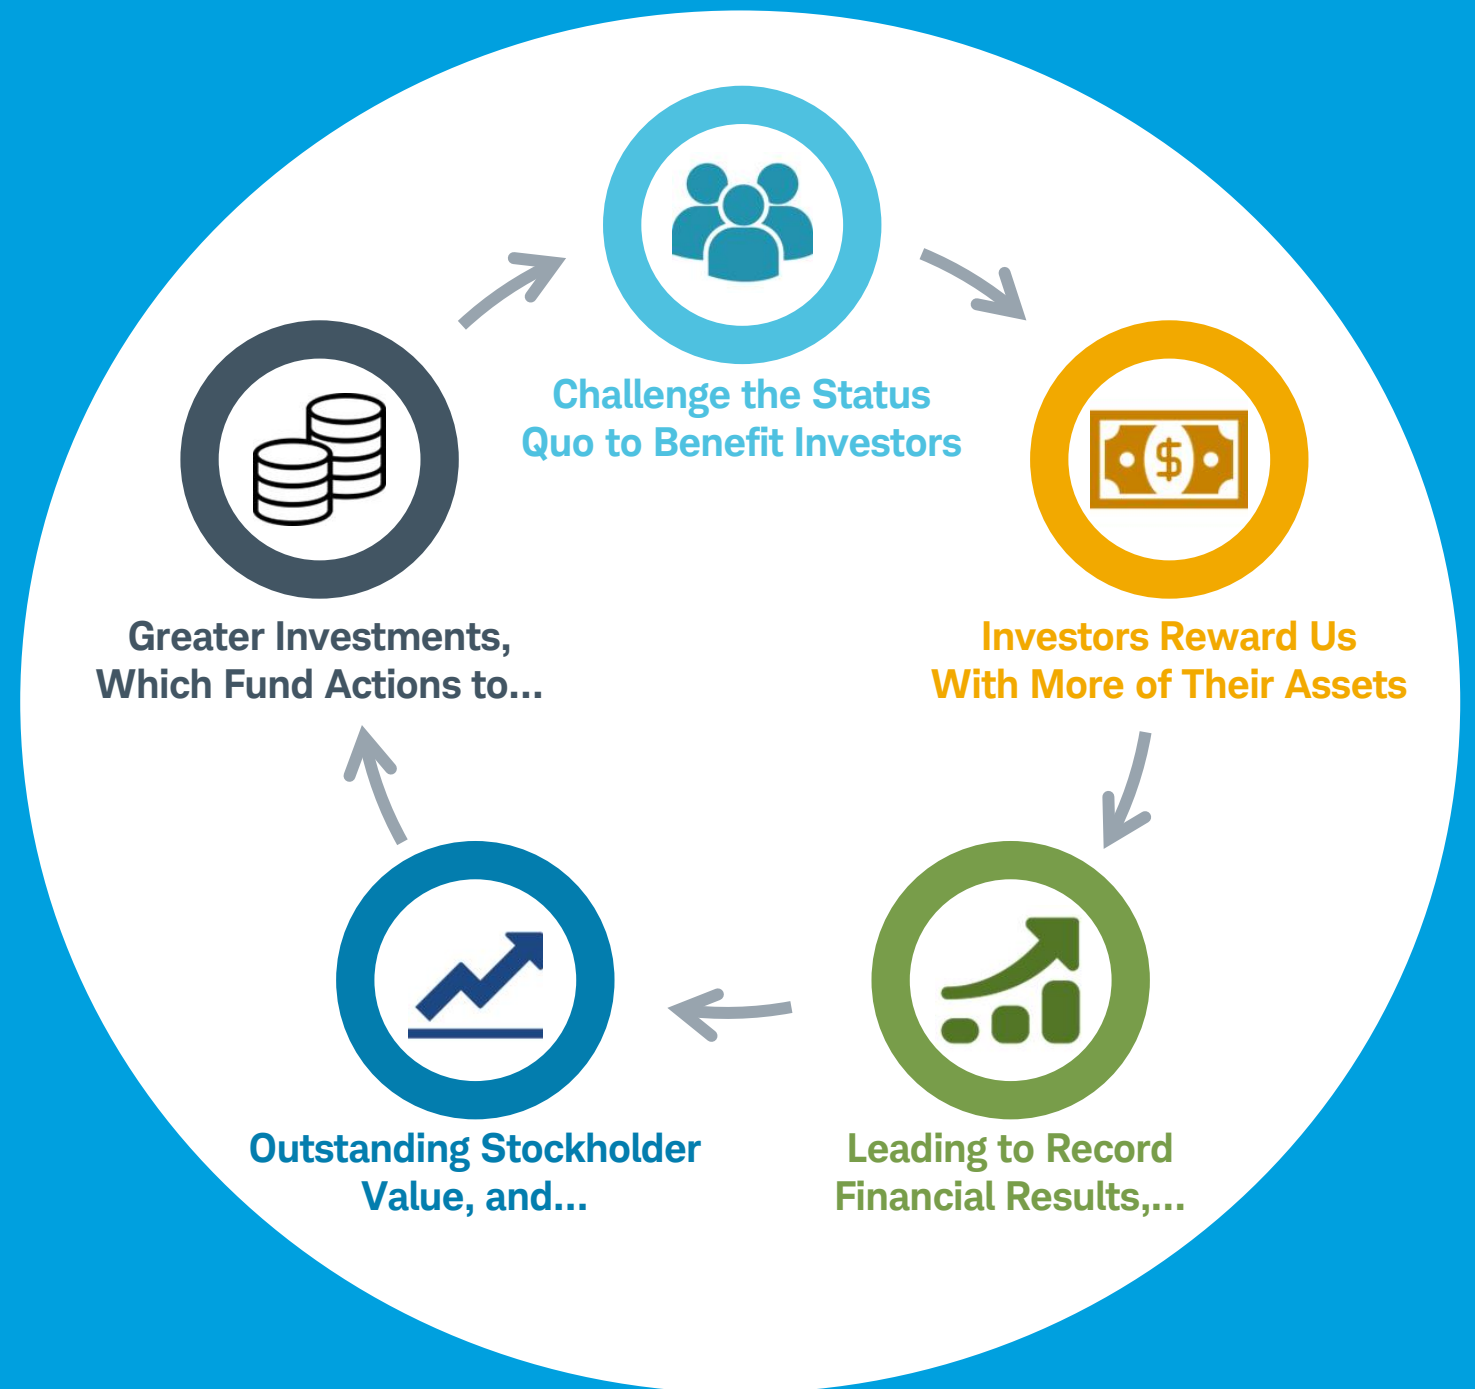 Challenge the Status
Quo to Benefit Investors
Investors Reward Us
With More of Their Assets
Leading to Record
Financial Results,...
Outstanding Stockholder
Value, and...
Greater Investments,
Which Fund Actions to...
$